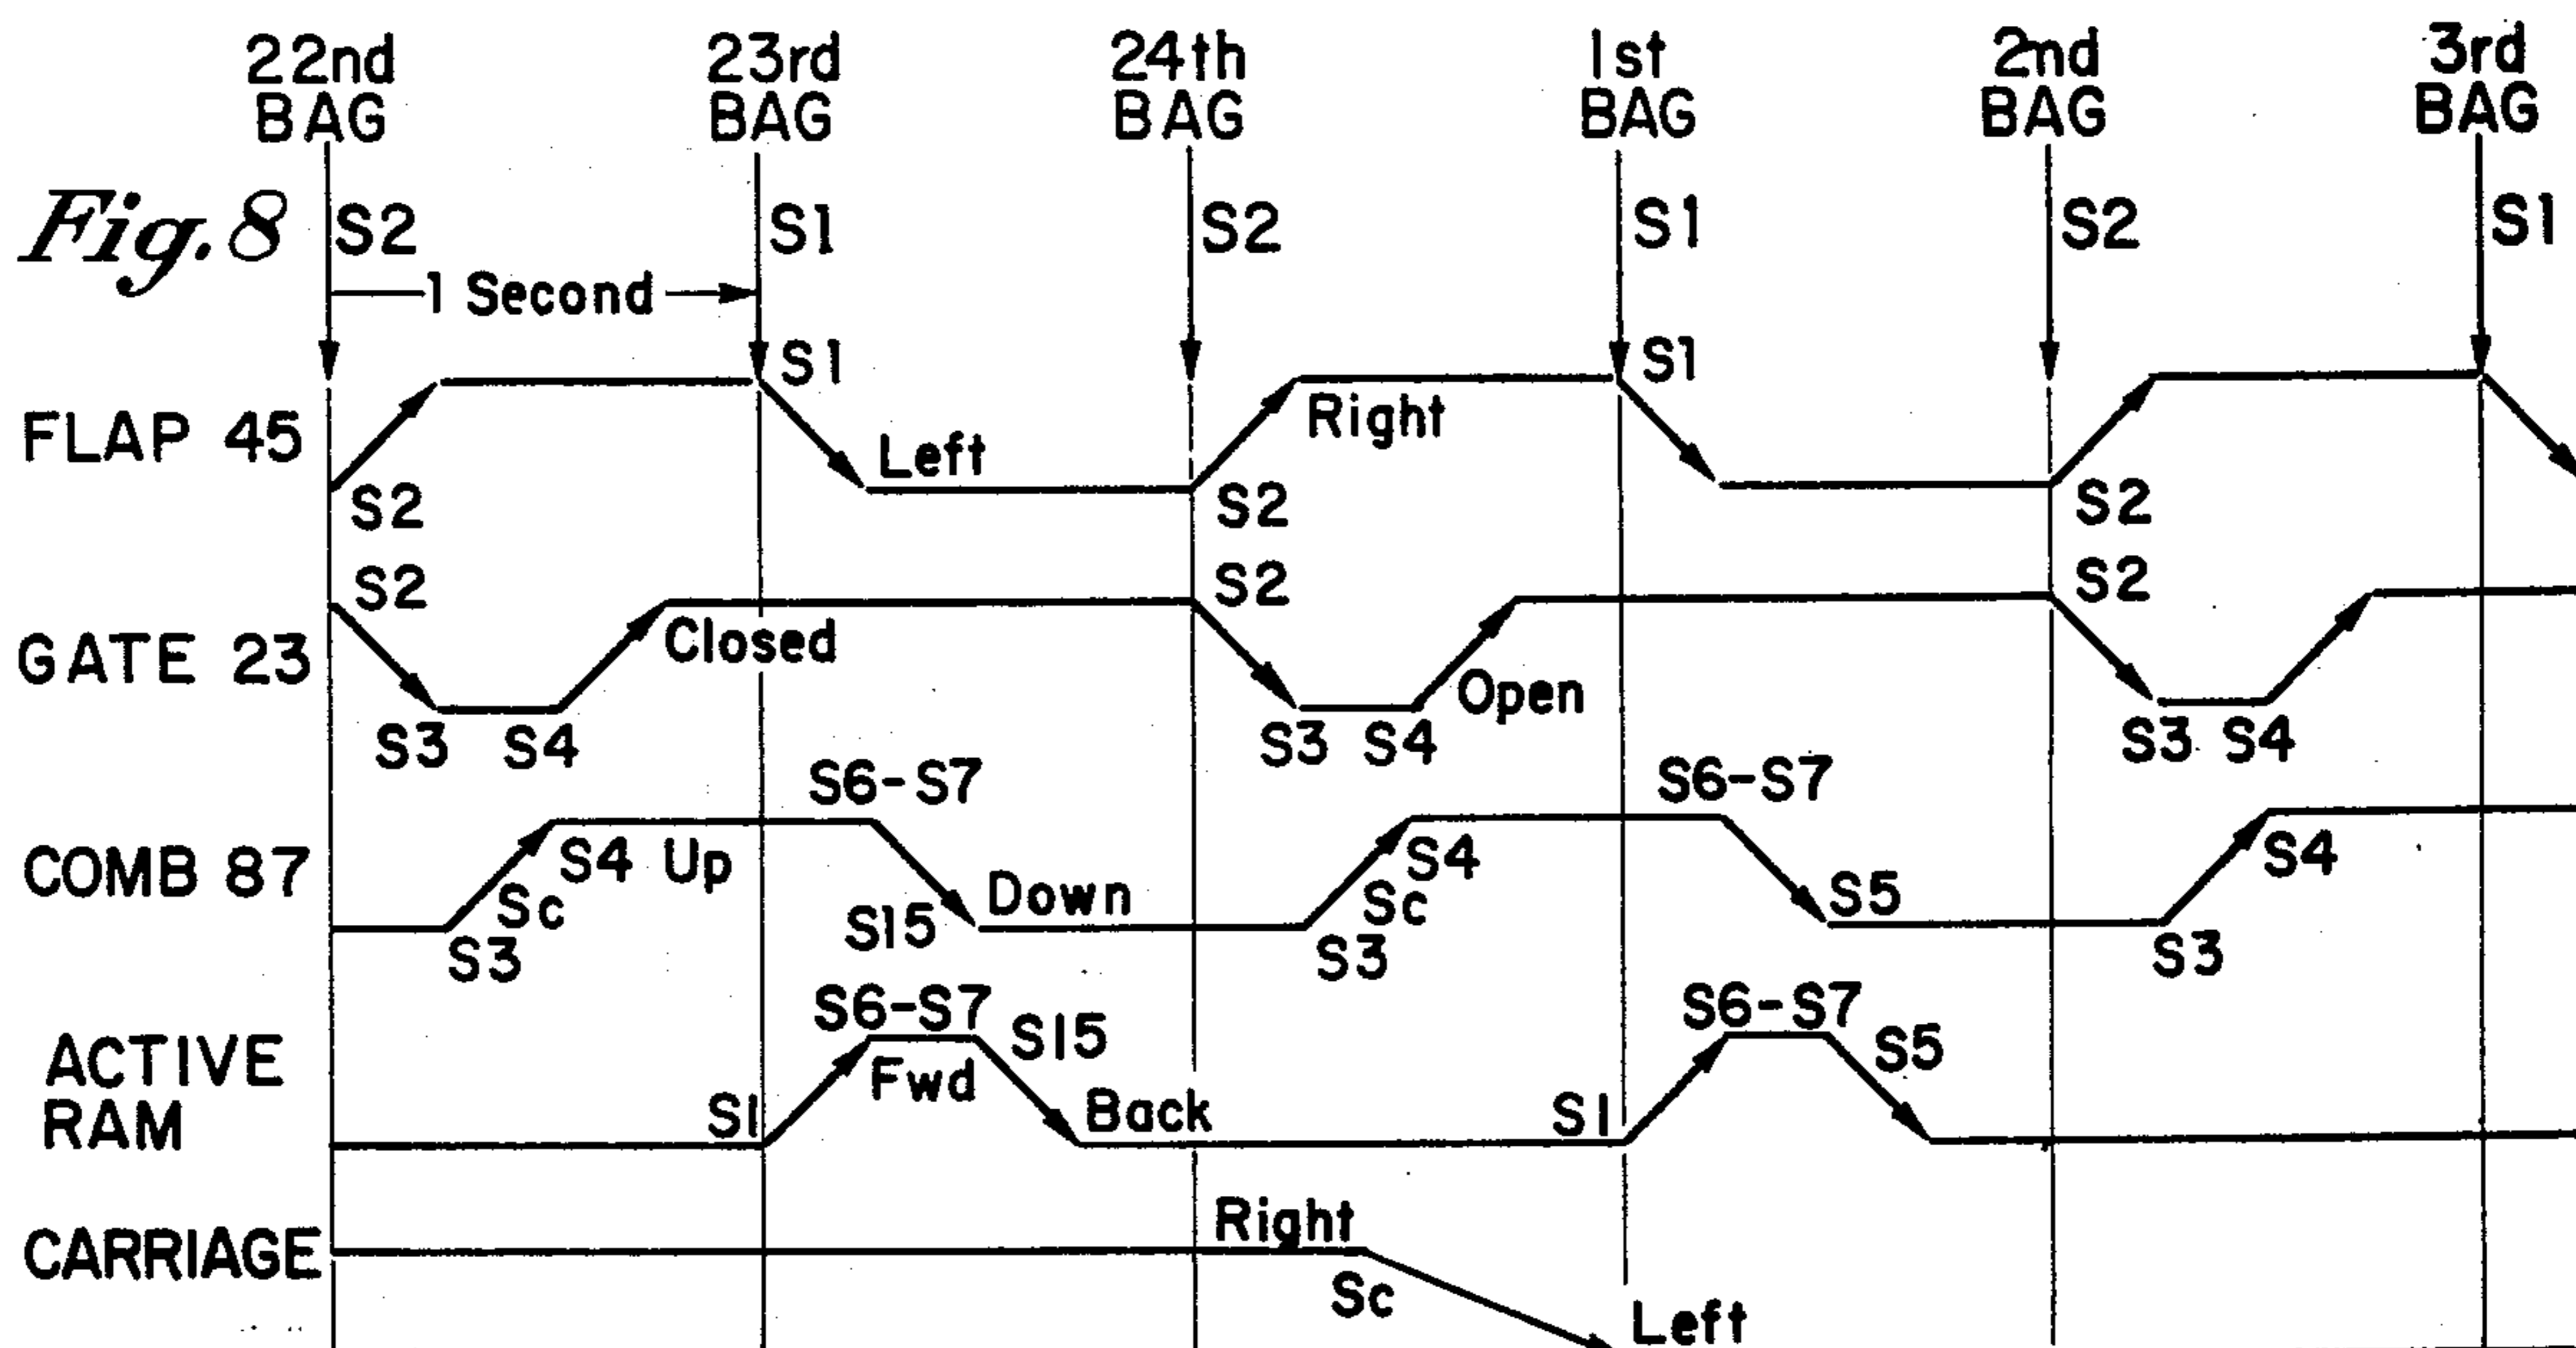 22nd BAG
23rd BAG
24th BAG
1st BAG
2nd BAG
3rd BAG
Fig. 8
S2
S1
S2
S1
S2
S1
1 Second
FLAP 45
S2
S1
Left
S2
Right
S1
S2
GATE 23
S2
S3
S4
Closed
S2
S3
S4
Open
S2
S3
S4
COMB 87
S3
Sc
S4
Up
S6-S7
S15
Down
S3
Sc
S4
S6-S7
S5
S3
S4
ACTIVE
RAM
S1
S6-S7
Fwd
S15
Back
S1
S6-S7
S5
CARRIAGE
Right
Sc
Left